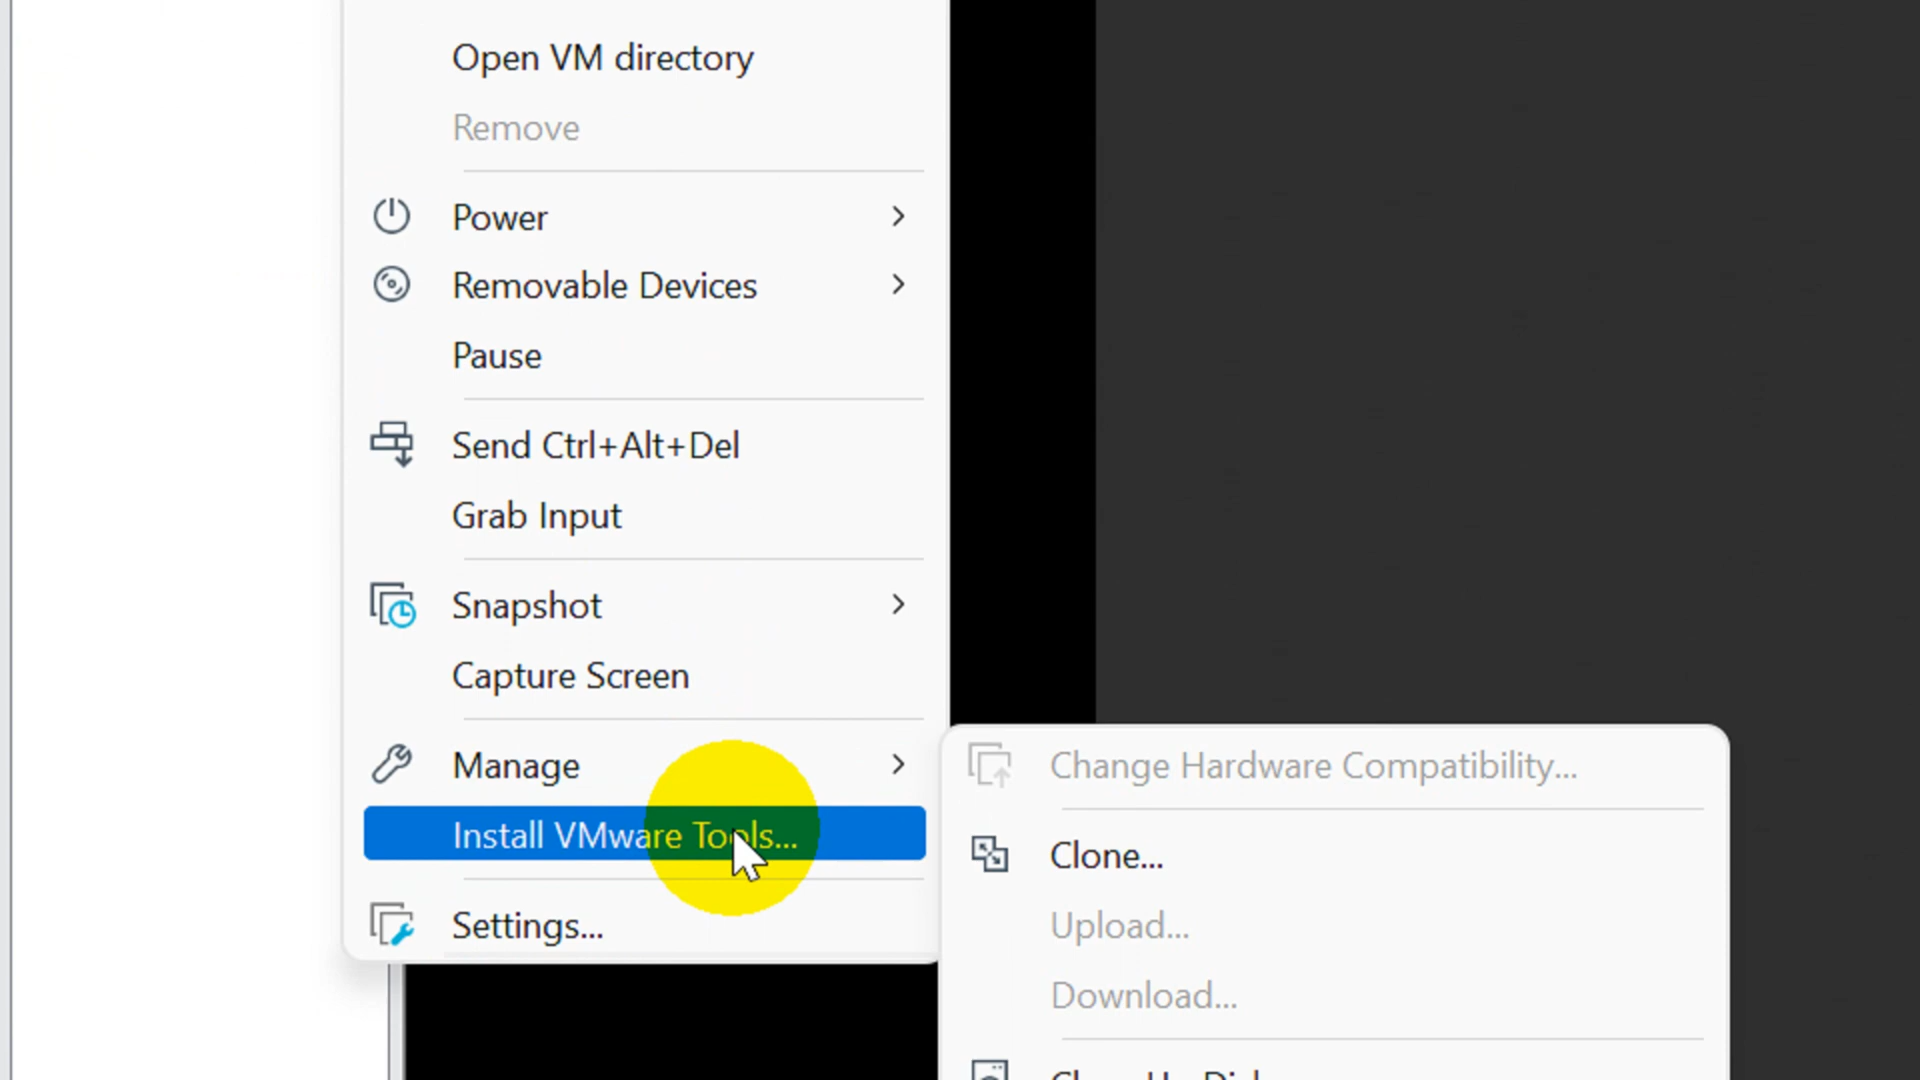 Open VM directory
Remove
Power
Removable Devices
Pause
Send Ctrl+Alt+Del
Grab Input
Snapshot
Capture Screen
Manage
Install VMware Tools...
Settings...
Change Hardware Compatibility...
Clone...
Upload...
Download...